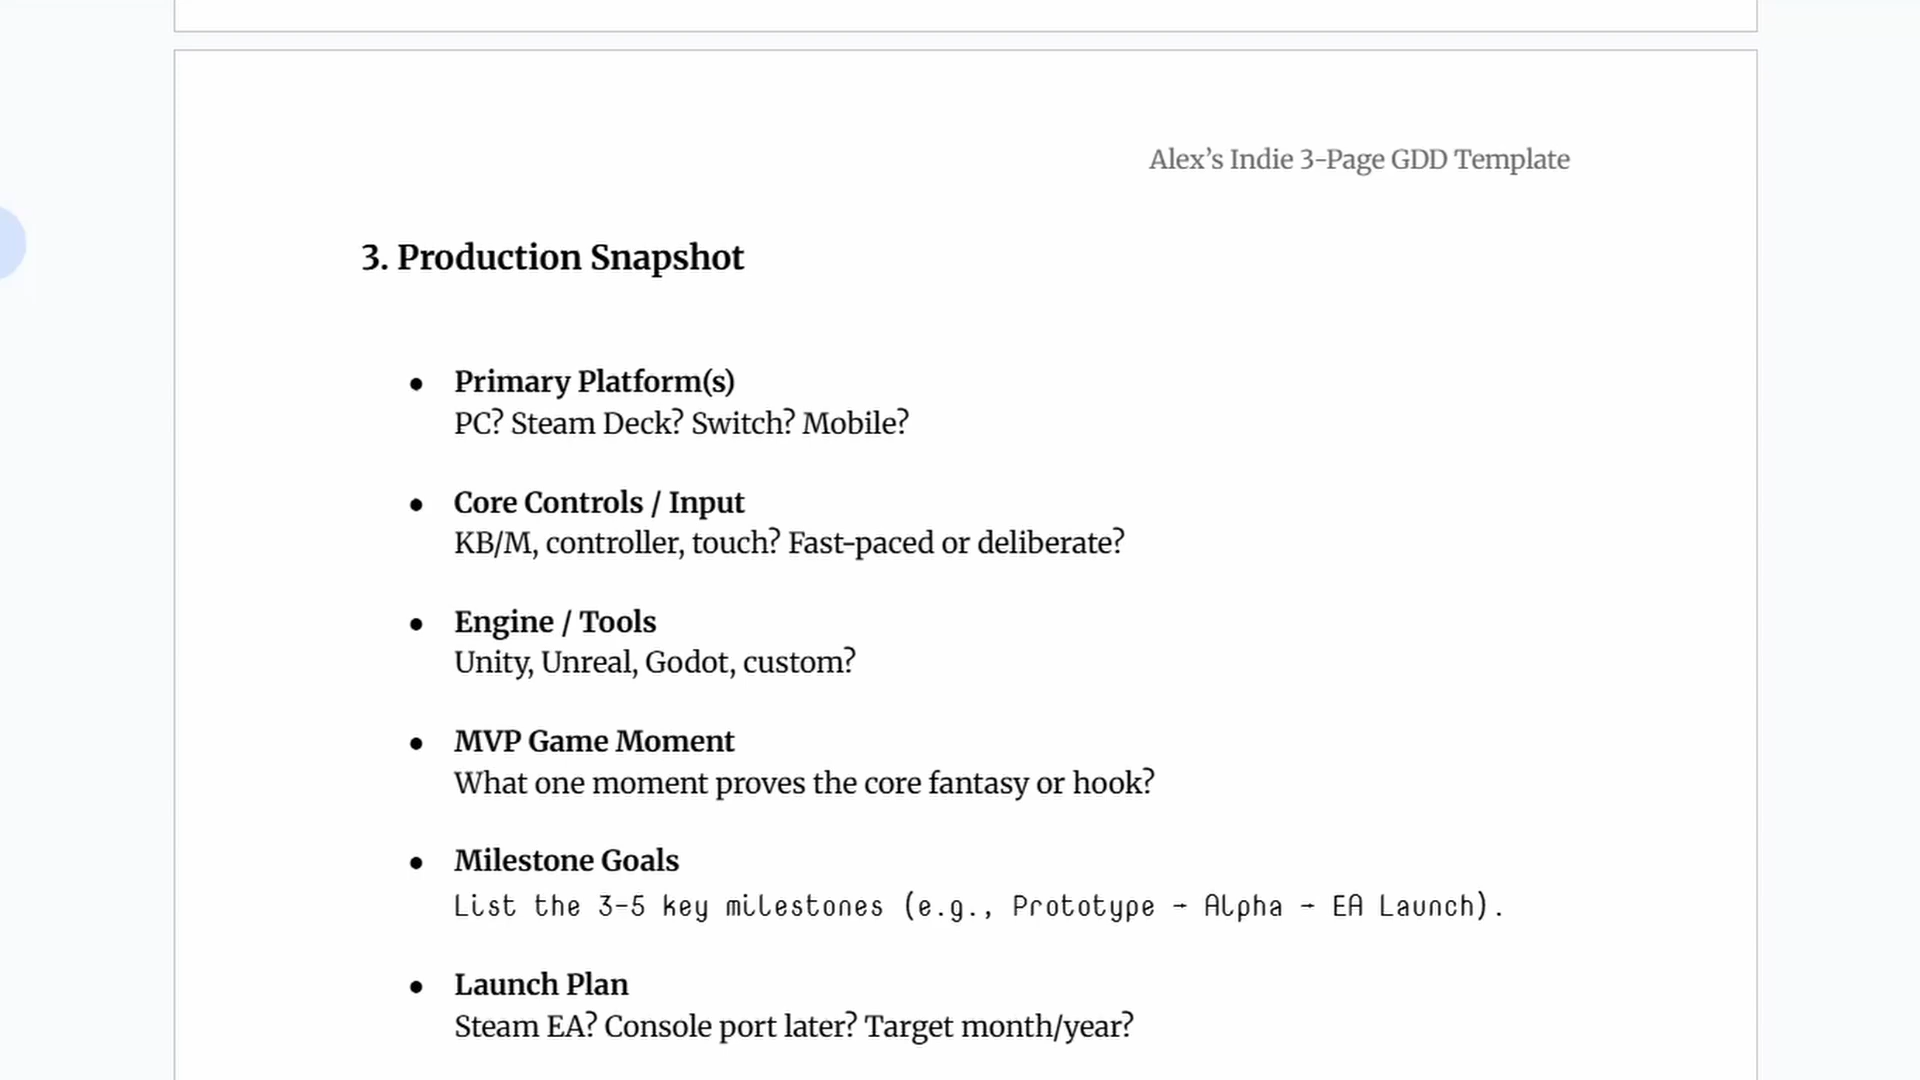 Alex’s Indie 3-Page GDD Template
3. Production Snapshot
● Primary Platform(s)
PC? Steam Deck? Switch? Mobile?
● Core Controls / Input
KB/M, controller, touch? Fast-paced or deliberate?
● Engine / Tools
Unity, Unreal, Godot, custom?
● MVP Game Moment
What one moment proves the core fantasy or hook?
● Milestone Goals
List the 3-5 key milestones (e.g., Prototype → Alpha → EA Launch).
● Launch Plan
Steam EA? Console port later? Target month/year?